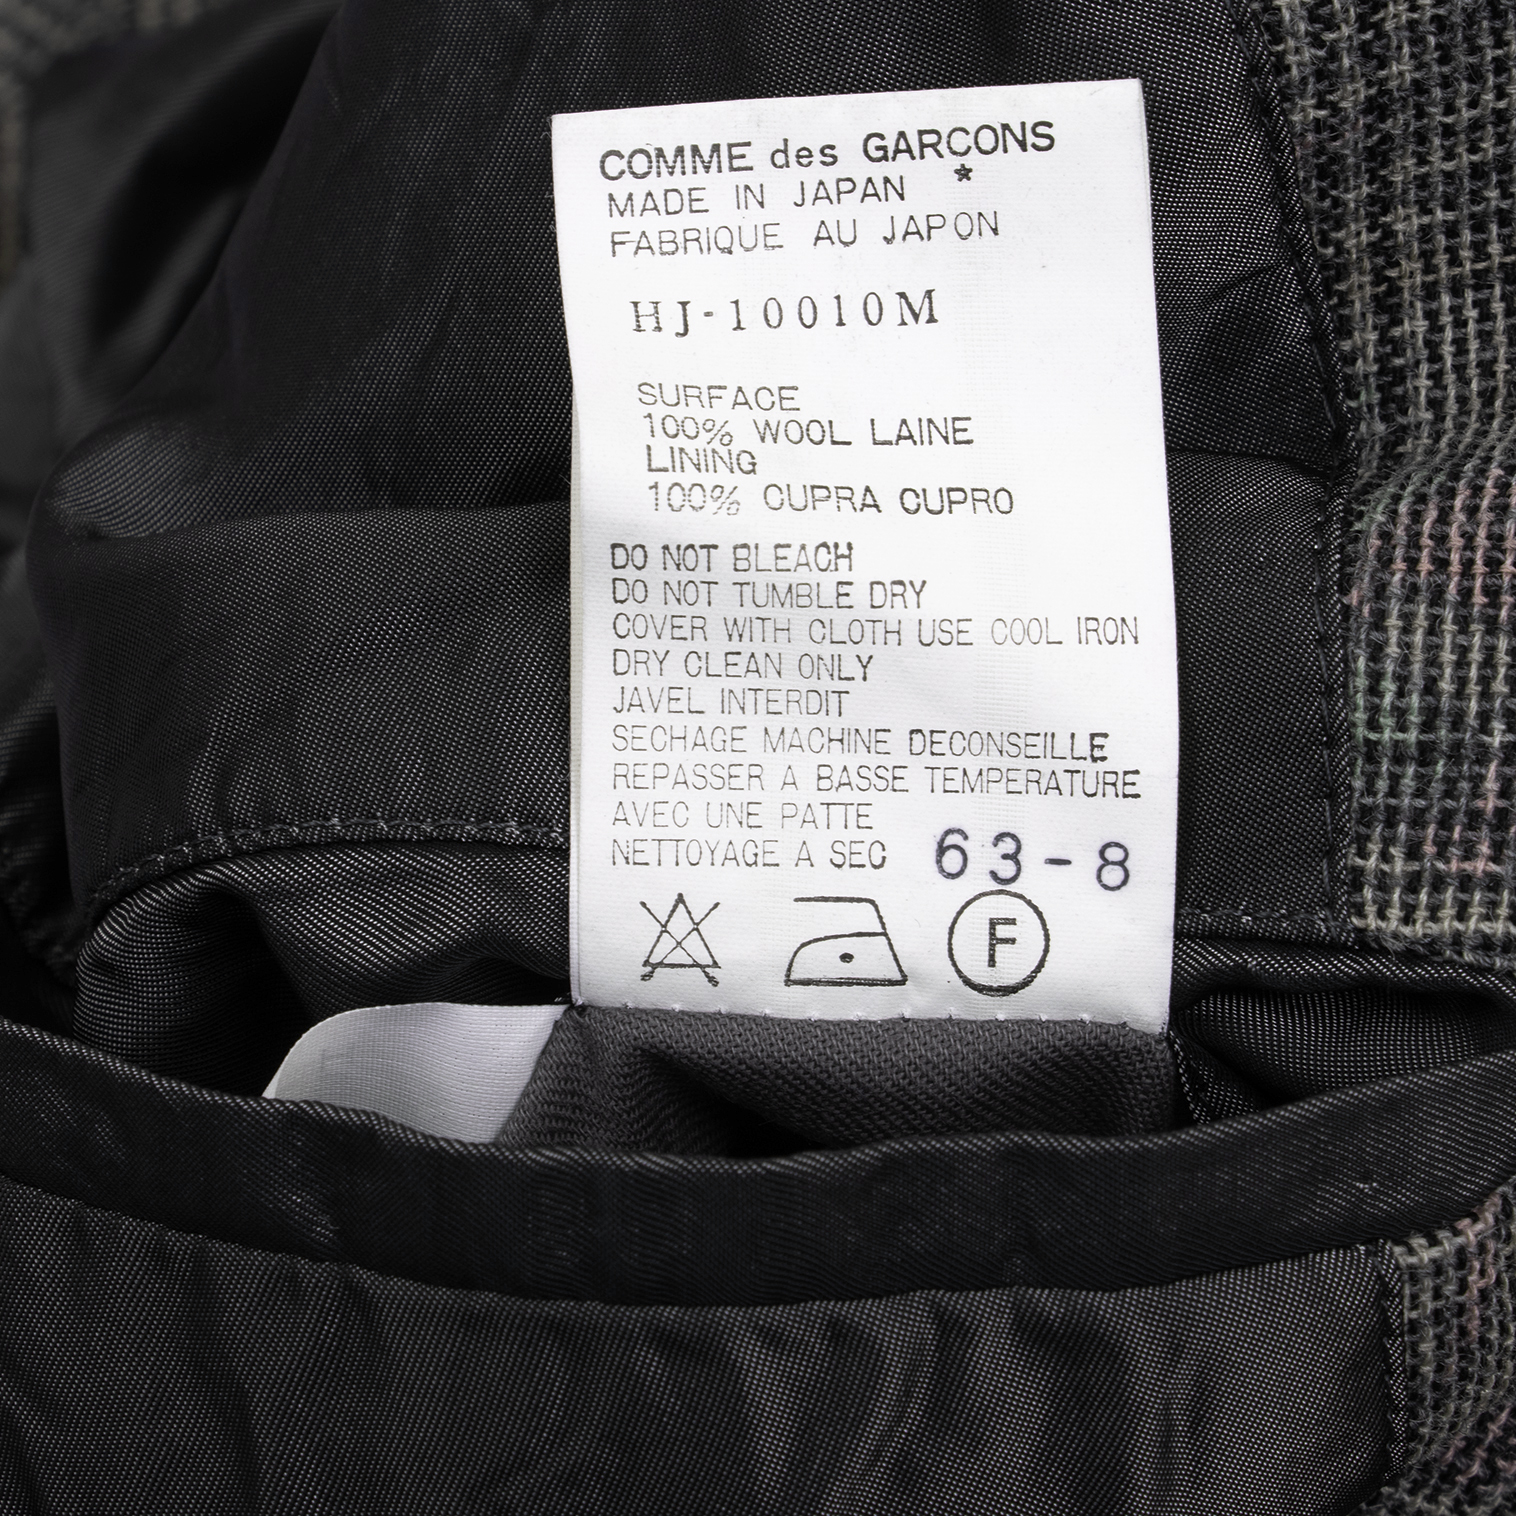 COMME des GARÇONS
*
MADE IN JAPAN
FABRIQUE AU JAPON
HJ-10010M
SURFACE
100% WOOL LAINE
LINING
100% CUPRA CUPRO
DO NOT BLEACH
DO NOT TUMBLE DRY
COVER WITH CLOTH USE COOL IRON
DRY CLEAN ONLY
JAVEL INTERDIT
SECHAGE MACHINE DECONSEILLE
REPASSER A BASSE TEMPERATURE
AVEC UNE PATTE
NETTOYAGE A SEC
63-8
F